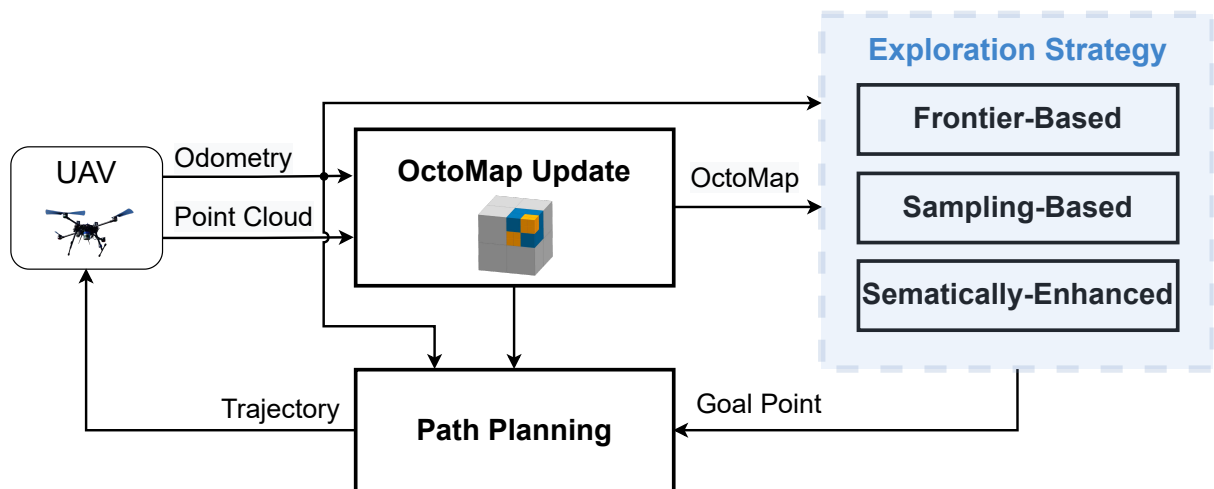 Exploration Strategy
Frontier-Based
UAV
Odometry
Point Cloud
OctoMap Update
OctoMap
Sampling-Based
Sematically-Enhanced
Trajectory
Path Planning
Goal Point